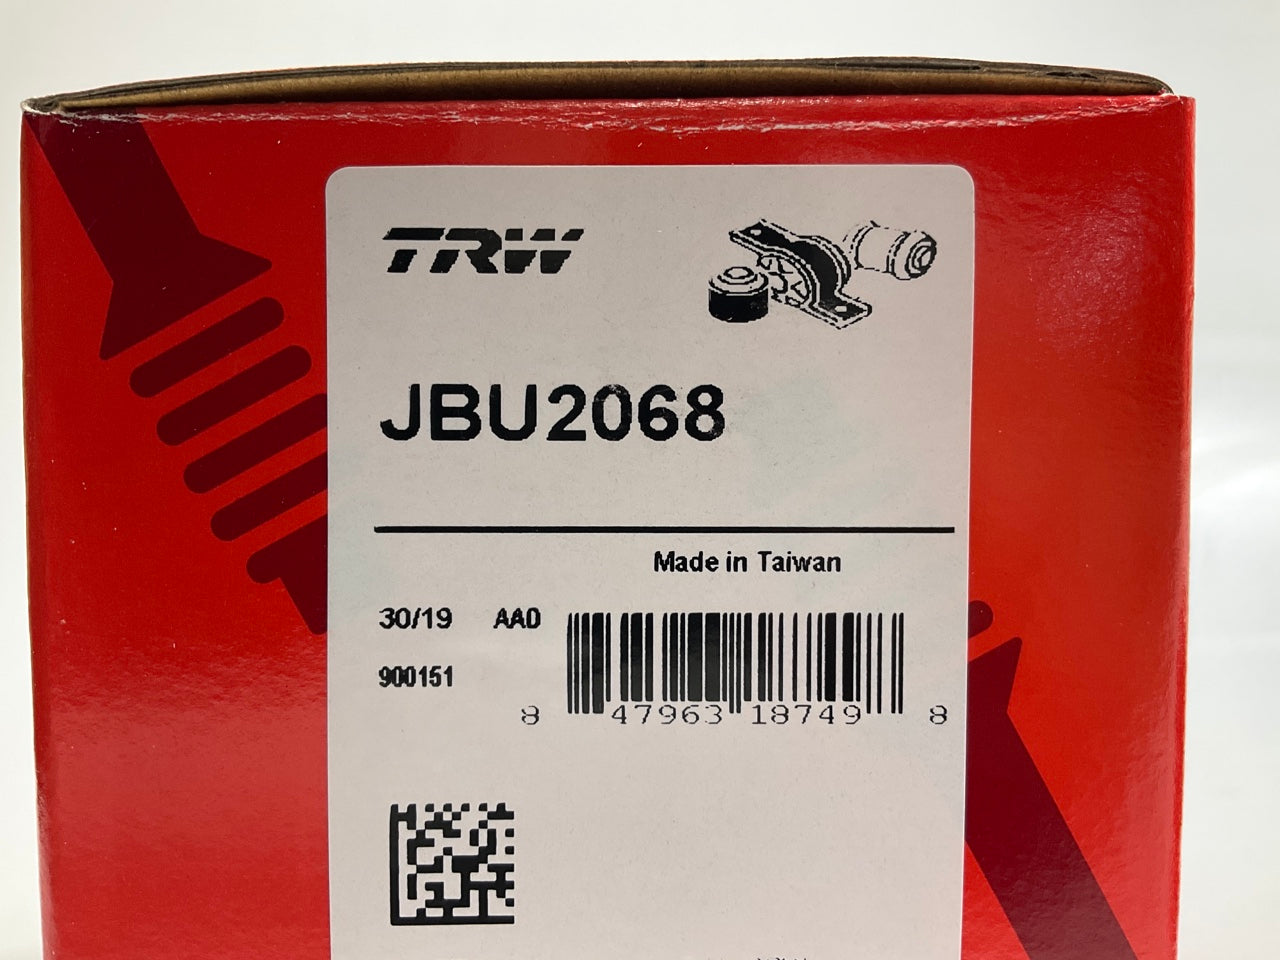 TRW
JBU2068
Made in Taiwan
30/19 AA0
900151
8 47963 18749 8